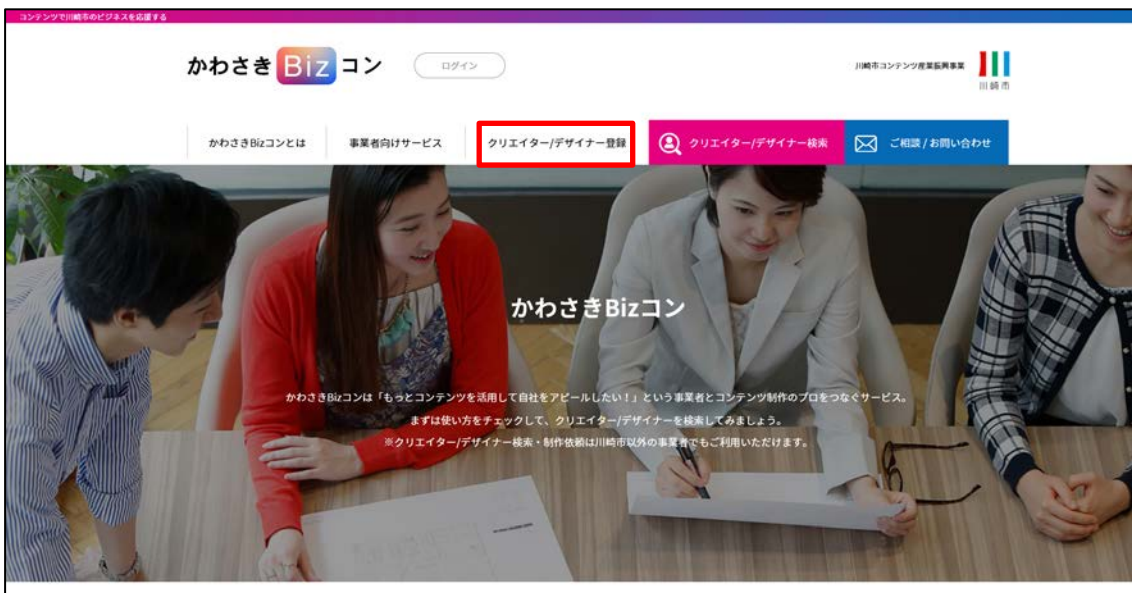 コンテンツで川崎市のビジネスを応援する
かわさき Biz コン
ログイン
川崎市コンテンツ産業振興事業
川崎市
かわさきBizコンとは
事業者向けサービス
クリエイター/デザイナー登録
クリエイター/デザイナー検索
ご相談 / お問い合わせ
かわさきBizコン
かわさきBizコンは「もっとコンテンツを活用して自社をアピールしたい！」という事業者とコンテンツ制作のプロをつなぐサービス。
まずは使い方をチェックして、クリエイター/デザイナーを検索してみましょう。
※クリエイター/デザイナー検索・制作依頼は川崎市以外の事業者でもご利用いただけます。